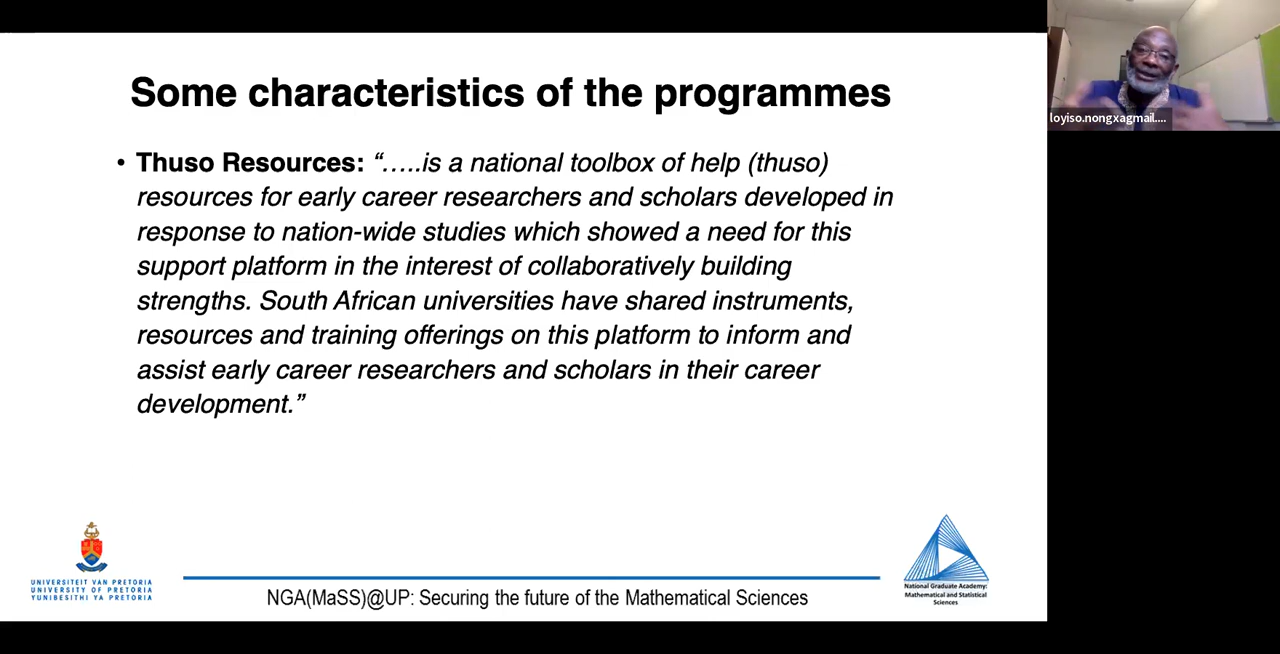 Some characteristics of the programmes
• Thuso Resources: “…..is a national toolbox of help (thuso)
resources for early career researchers and scholars developed in
response to nation-wide studies which showed a need for this
support platform in the interest of collaboratively building
strengths. South African universities have shared instruments,
resources and training offerings on this platform to inform and
assist early career researchers and scholars in their career
development.”
loyiso.nongxagmail....
UNIVERSITEIT VAN PRETORIA
UNIVERSITY OF PRETORIA
YUNIBESITHI YA PRETORIA
NGA(MaSS)@UP: Securing the future of the Mathematical Sciences
National Graduate Academy:
Mathematical and Statistical
Sciences